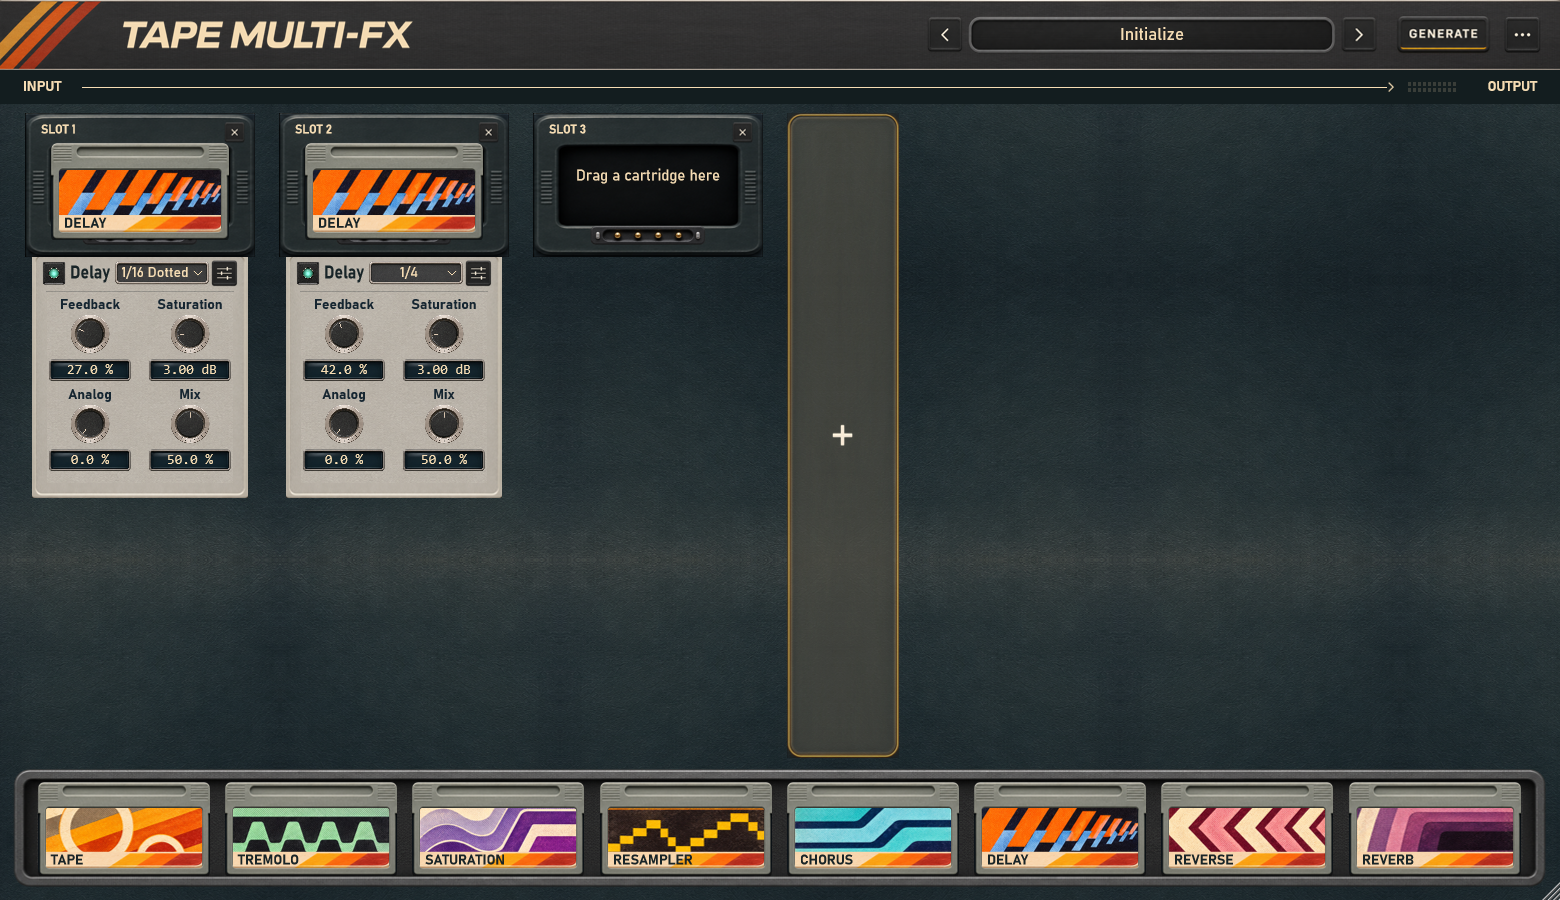 TAPE MULTI-FX
Initialize
GENERATE
INPUT
OUTPUT
SLOT 1
DELAY
Delay
1/16 Dotted
Feedback
Saturation
27.0 %
3.00 dB
Analog
Mix
0.0 %
50.0 %
SLOT 2
DELAY
Delay
1/4
Feedback
Saturation
42.0 %
3.00 dB
Analog
Mix
0.0 %
50.0 %
SLOT 3
Drag a cartridge here
TAPE
TREMOLO
SATURATION
RESAMPLER
CHORUS
DELAY
REVERSE
REVERB